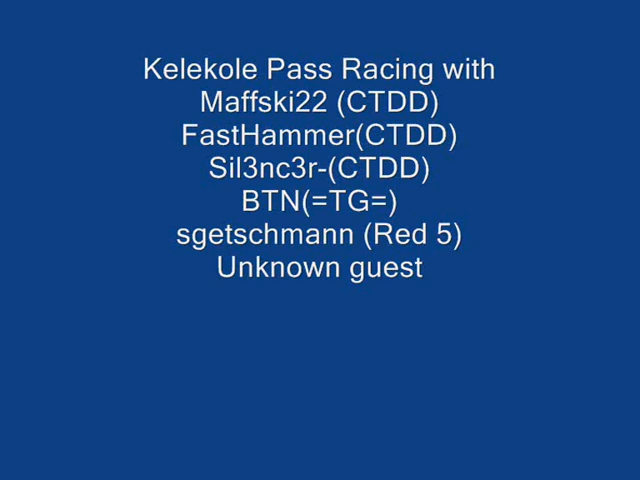 Kelekole Pass Racing with
Maffski22 (CTDD)
FastHammer(CTDD)
Sil3nc3r-(CTDD)
BTN(=TG=)
sgetschmann (Red 5)
Unknown guest